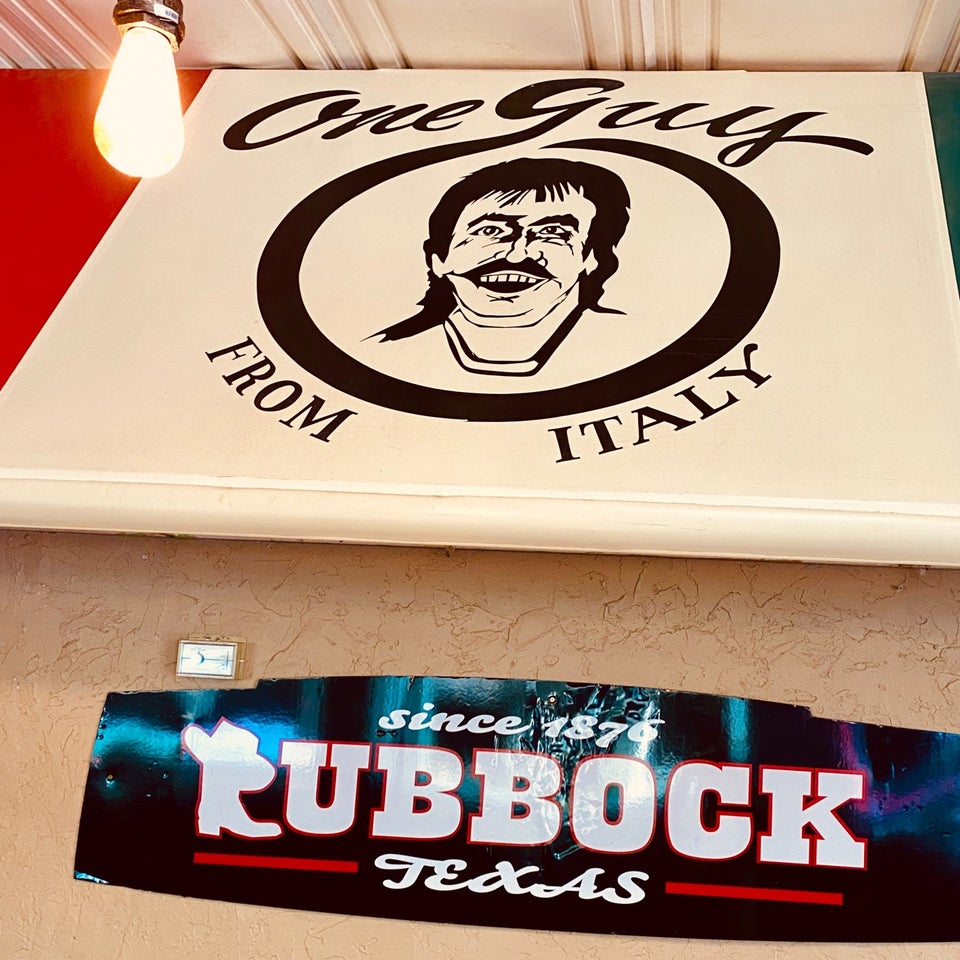 One Guy
FROM ITALY
since 1876
LUBBOCK
TEXAS